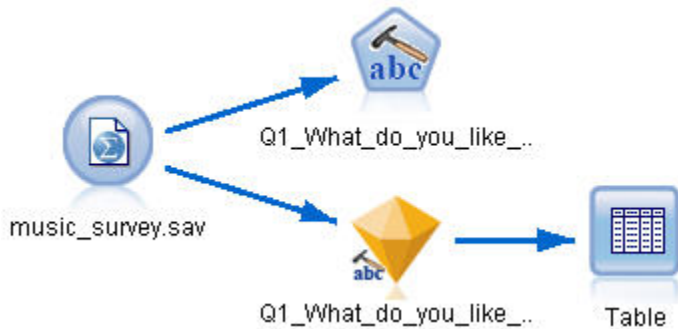 abc
Q1_What_do_you_like_..
music_survey.sav
abc
Q1_What_do_you_like_..
Table